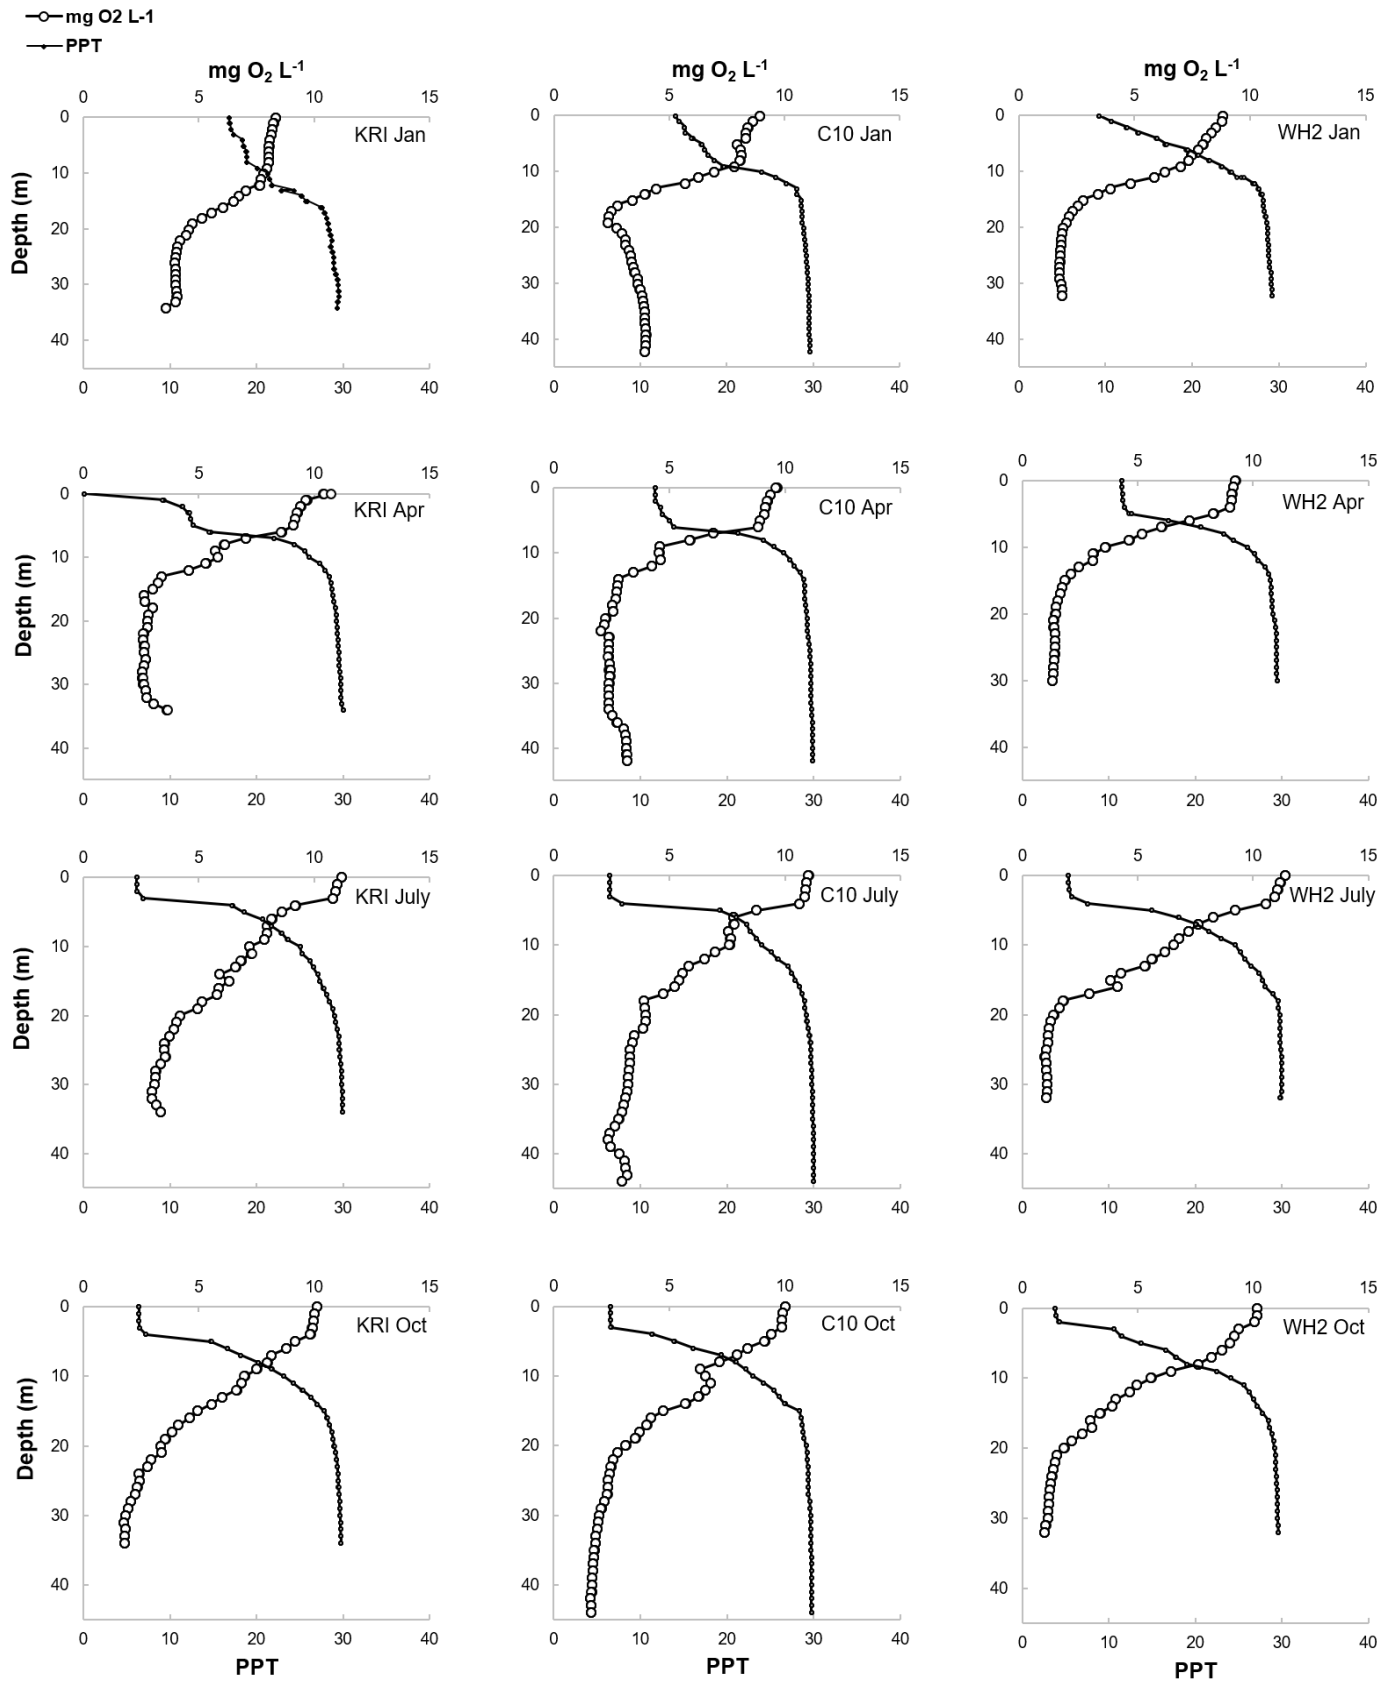 mg O2 L-1
PPT
mg O₂ L⁻¹ mg O₂ L⁻¹ mg O₂ L⁻¹
0 5 10 15 0 5 10 15 0 5 10 15
KRI Jan C10 Jan WH2 Jan
Depth (m)
0 10 20 30 40 0 10 20 30 40 0 10 20 30 40
0 10 20 30 40 0 10 20 30 40 0 10 20 30 40
0 5 10 15 0 5 10 15 0 5 10 15
KRI Apr C10 Apr WH2 Apr
Depth (m)
0 10 20 30 40 0 10 20 30 40 0 10 20 30 40
0 10 20 30 40 0 10 20 30 40 0 10 20 30 40
0 5 10 15 0 5 10 15 0 5 10 15
KRI July C10 July WH2 July
Depth (m)
0 10 20 30 40 0 10 20 30 40 0 10 20 30 40
0 10 20 30 40 0 10 20 30 40 0 10 20 30 40
0 5 10 15 0 5 10 15 0 5 10 15
KRI Oct C10 Oct WH2 Oct
Depth (m)
0 10 20 30 40 0 10 20 30 40 0 10 20 30 40
0 10 20 30 40 0 10 20 30 40 0 10 20 30 40
PPT PPT PPT